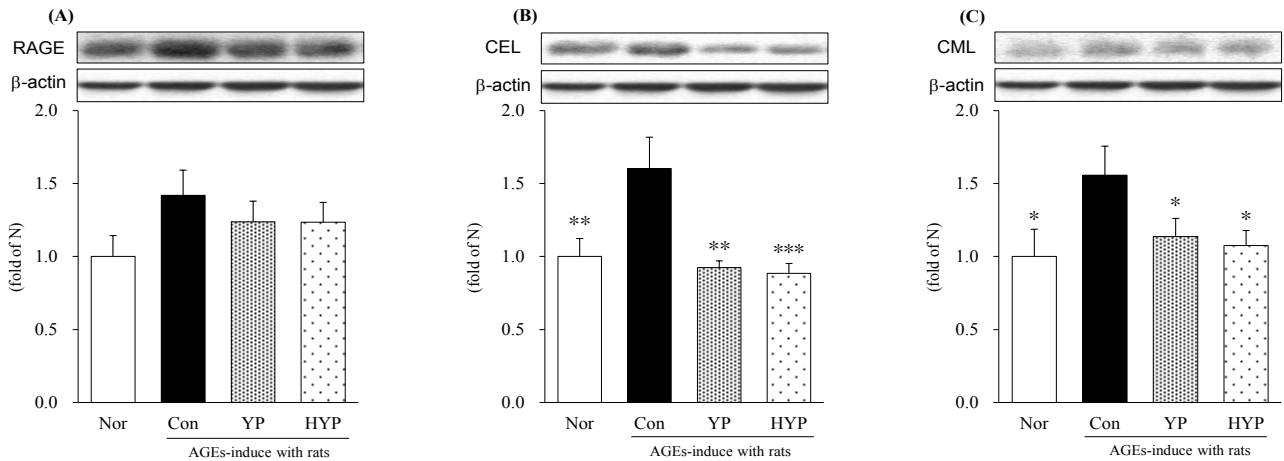 (A)
RAGE
β-actin
2.0
1.5
1.0
0.5
0.0
(fold of N)
Nor Con YP HYP
AGEs-induce with rats
(B)
CEL
β-actin
2.0
1.5
1.0
0.5
0.0
(fold of N)
** ** ***
Nor Con YP HYP
AGEs-induce with rats
(C)
CML
β-actin
2.0
1.5
1.0
0.5
0.0
(fold of N)
* * *
Nor Con YP HYP
AGEs-induce with rats